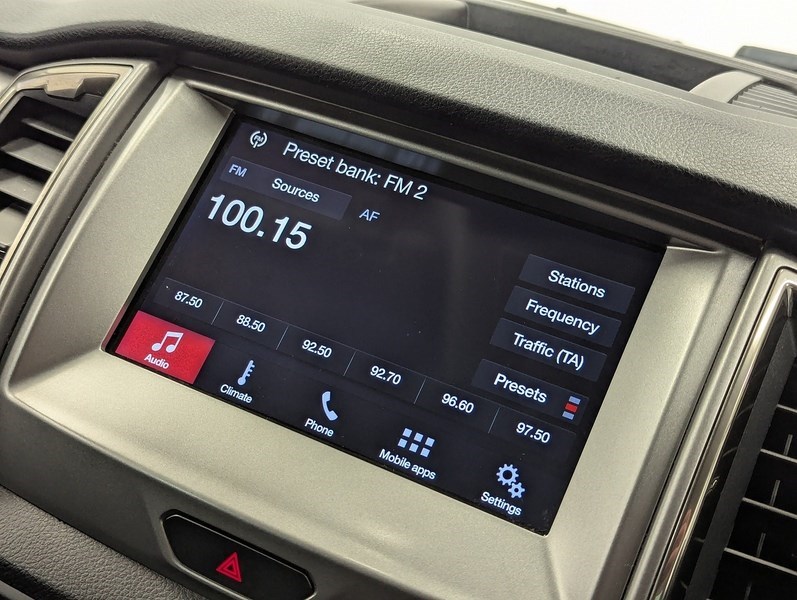 FM
Preset bank: FM 2
FM
Sources
AF
100.15
Stations
Frequency
Traffic (TA)
Presets
87.50
88.50
92.50
92.70
96.60
97.50
Audio
Climate
Phone
Mobile apps
Settings